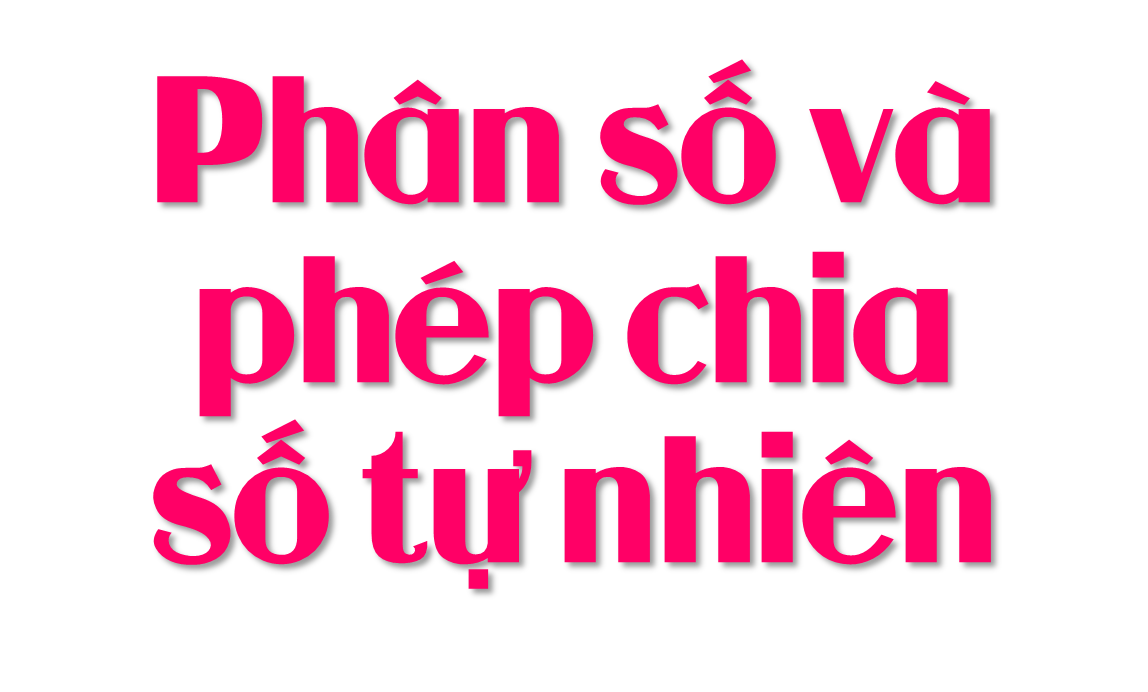 Phân số và
phép chia
số tự nhiên